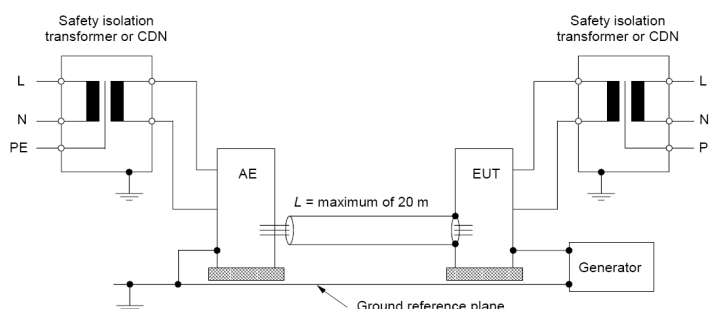 Safety isolation
transformer or CDN
Safety isolation
transformer or CDN
L
N
PE
L
N
P
AE
EUT
L = maximum of 20 m
Generator
Ground reference plane